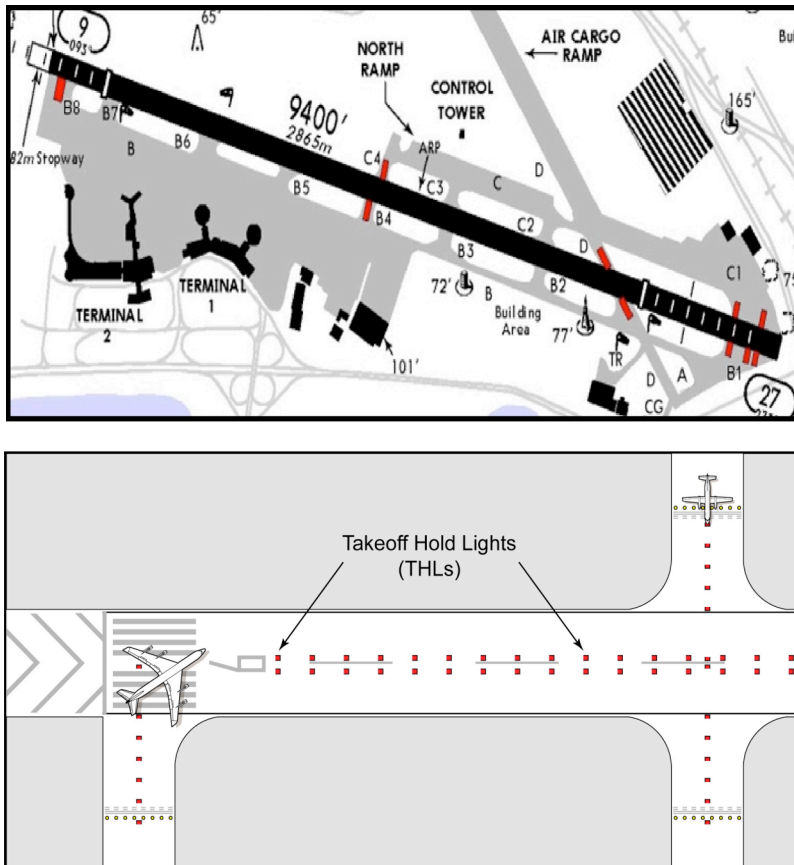 65'
9
093
AIR CARGO
RAMP
NORTH
RAMP
CONTROL
TOWER
165'
9400'
2865m
B8
B7
B
B6
82m Stopway
C4
ARP
C3
C
D
B5
B4
C2
D
B3
B2
B
72'
C1
TERMINAL
1
TERMINAL
2
Building
Area
77'
101'
TR
D
A
B1
CG
27
Takeoff Hold Lights
(THLs)